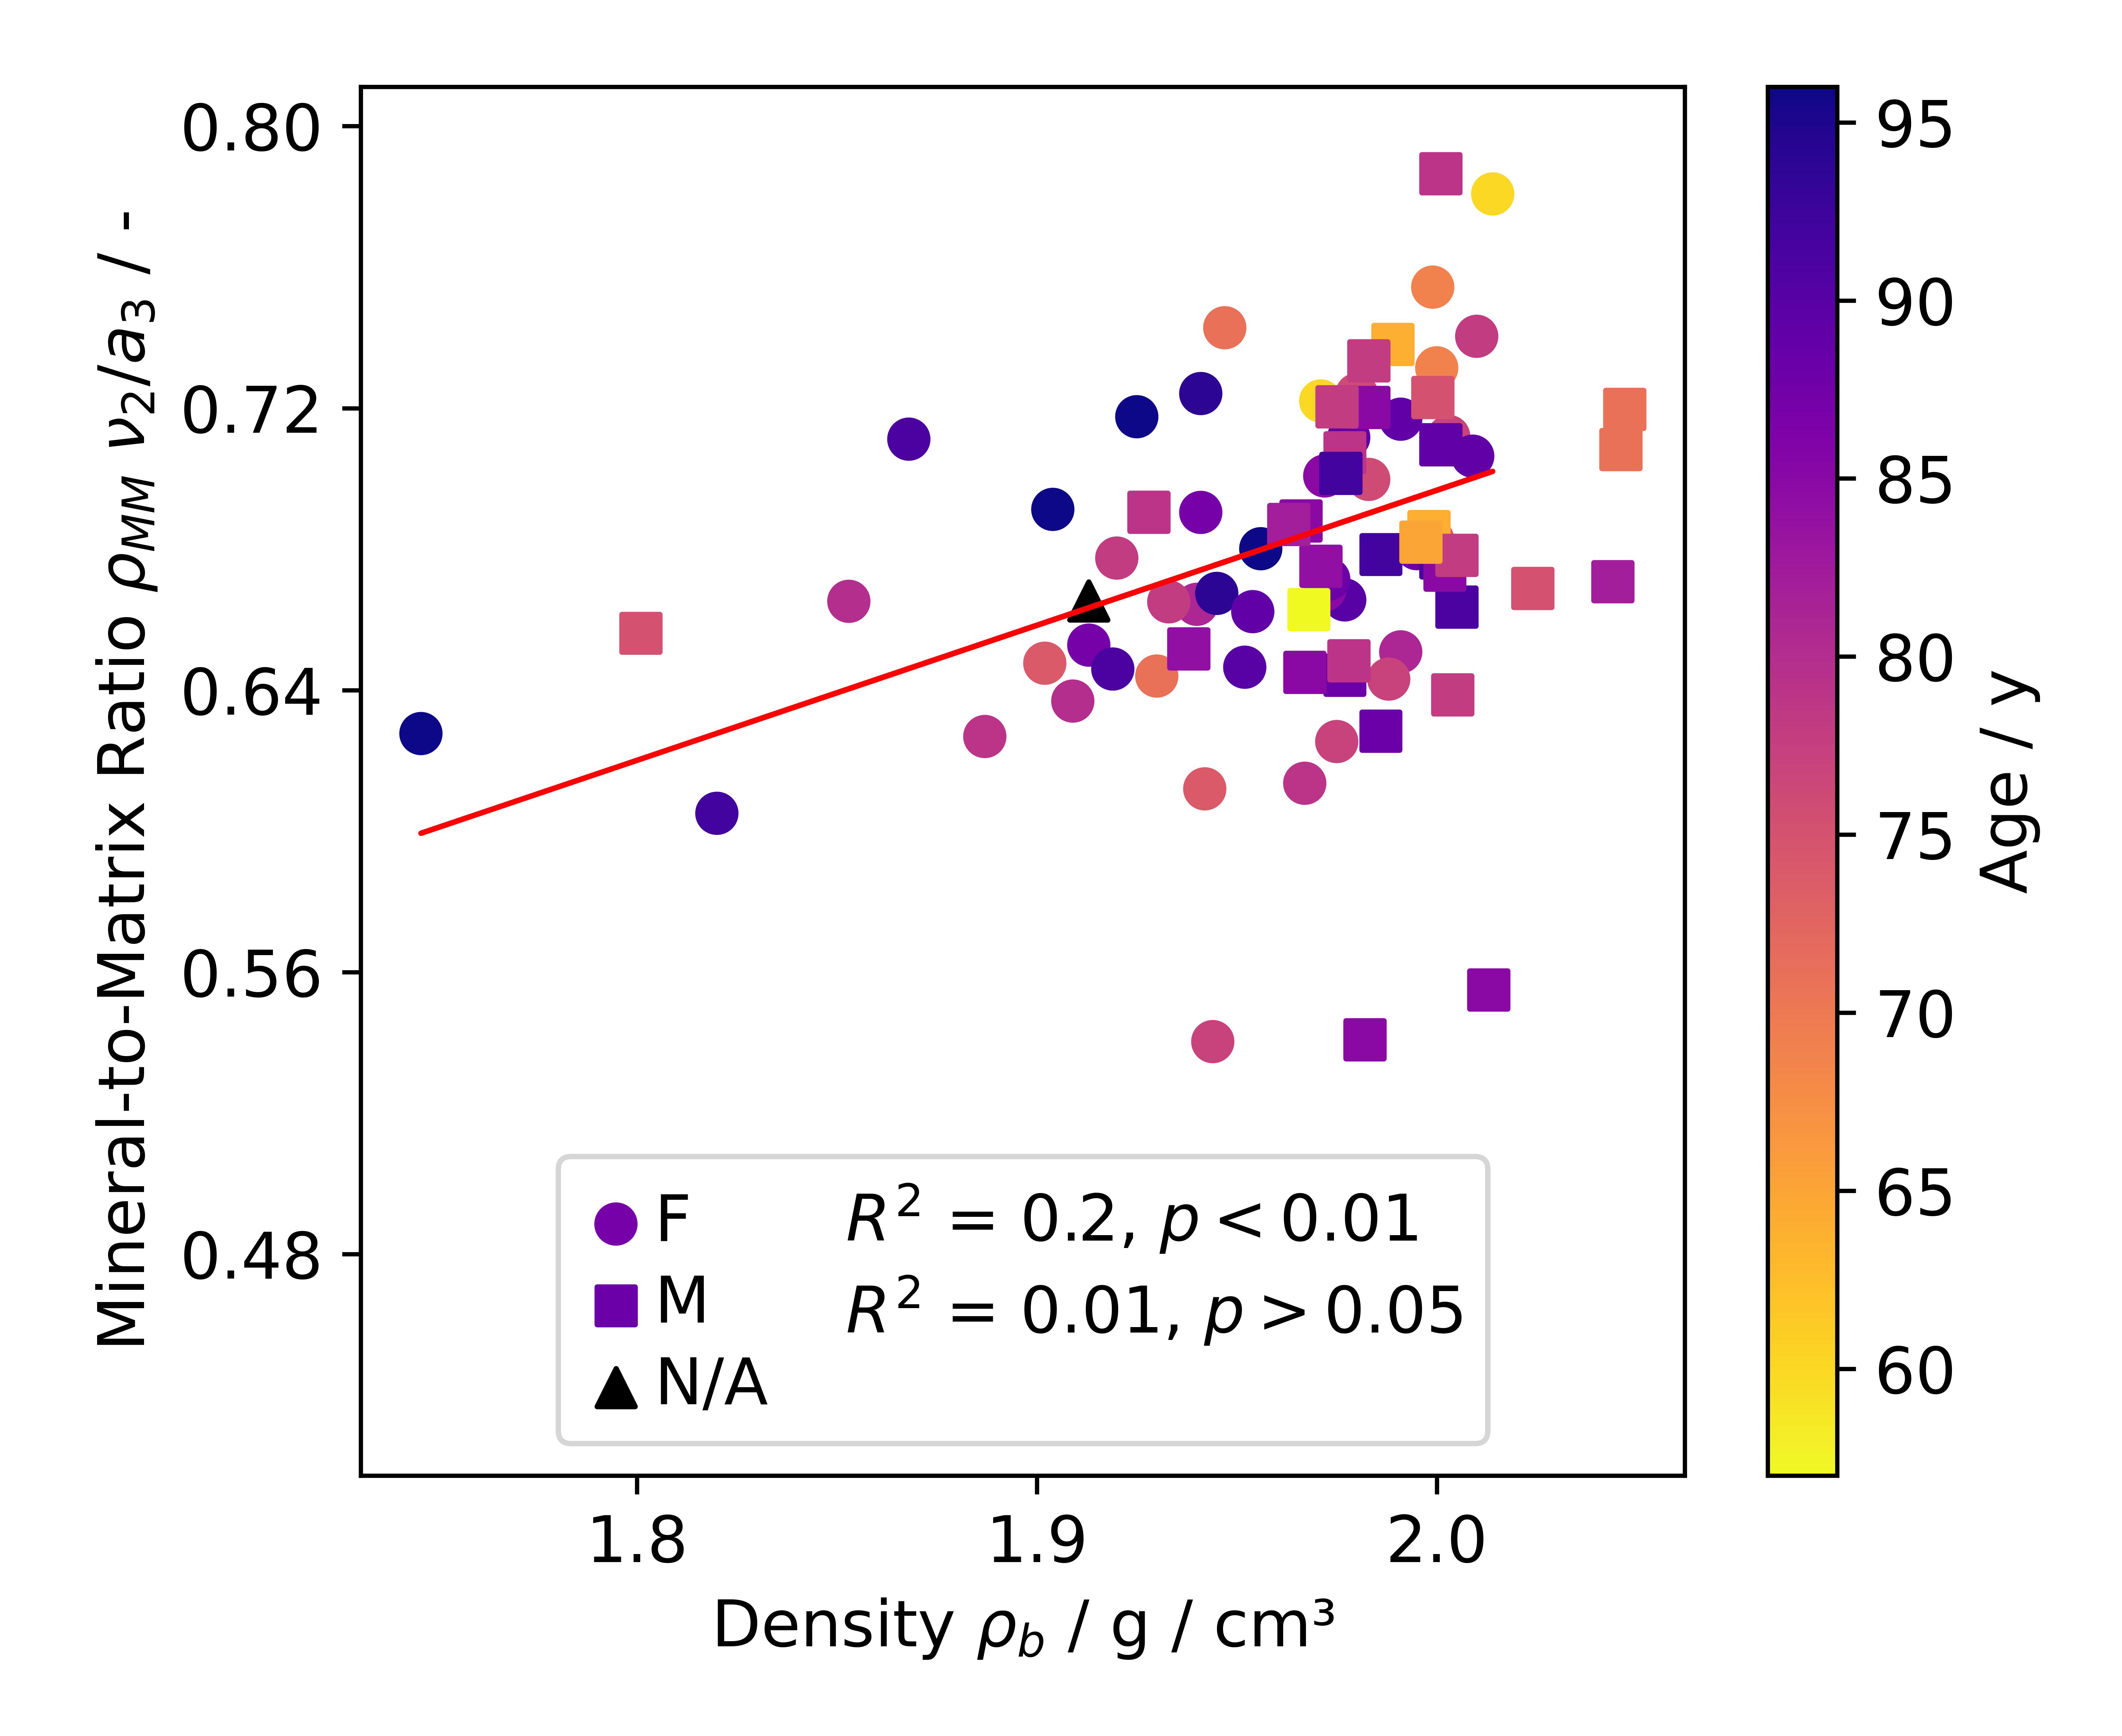 Mineral-to-Matrix Ratio ρ_MM ν₂/a₃ / -
0.80
0.72
0.64
0.56
0.48
F R² = 0.2, p < 0.01
M R² = 0.01, p > 0.05
N/A
1.8 1.9 2.0
Density ρ_b / g / cm³
95
90
85
80
75
70
65
60
Age / y